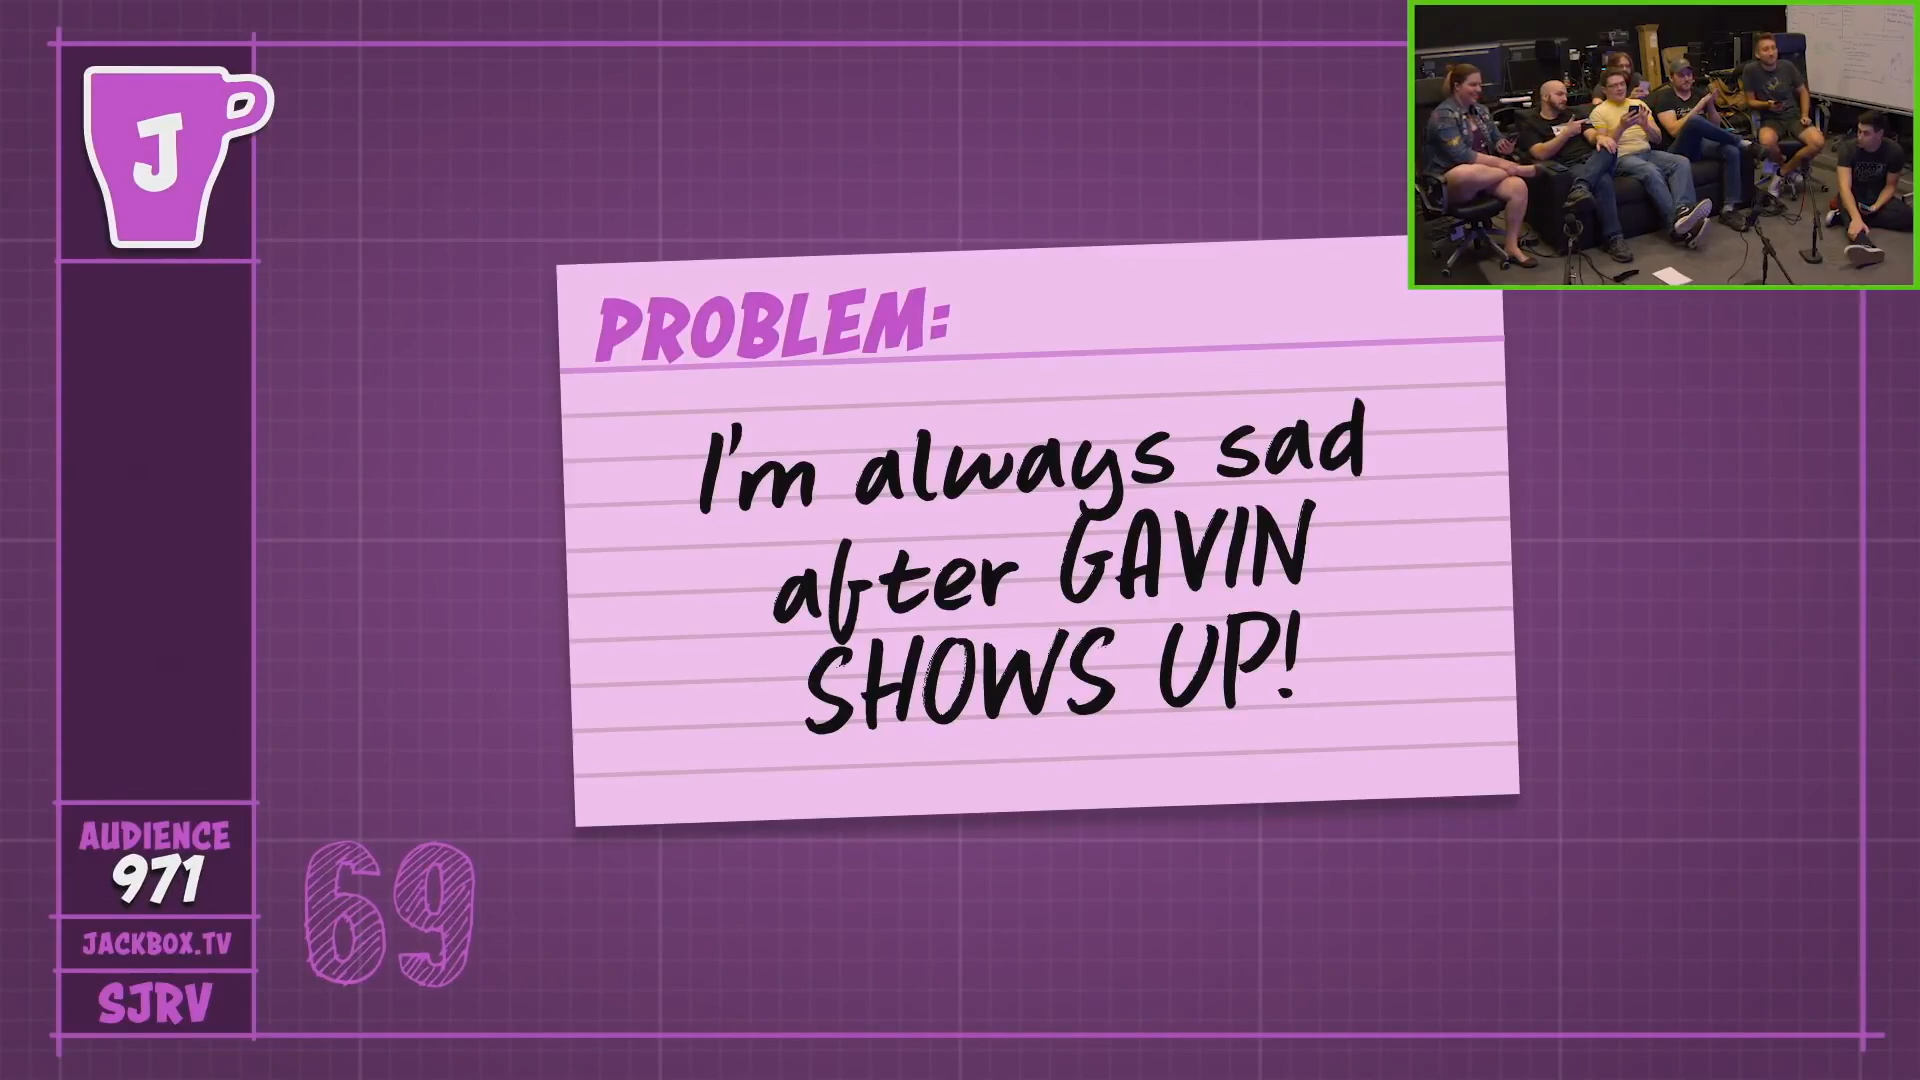 J
PROBLEM:
I'm always sad
after GAVIN
SHOWS UP!
AUDIENCE
971
69
JACKBOX.TV
SJRV